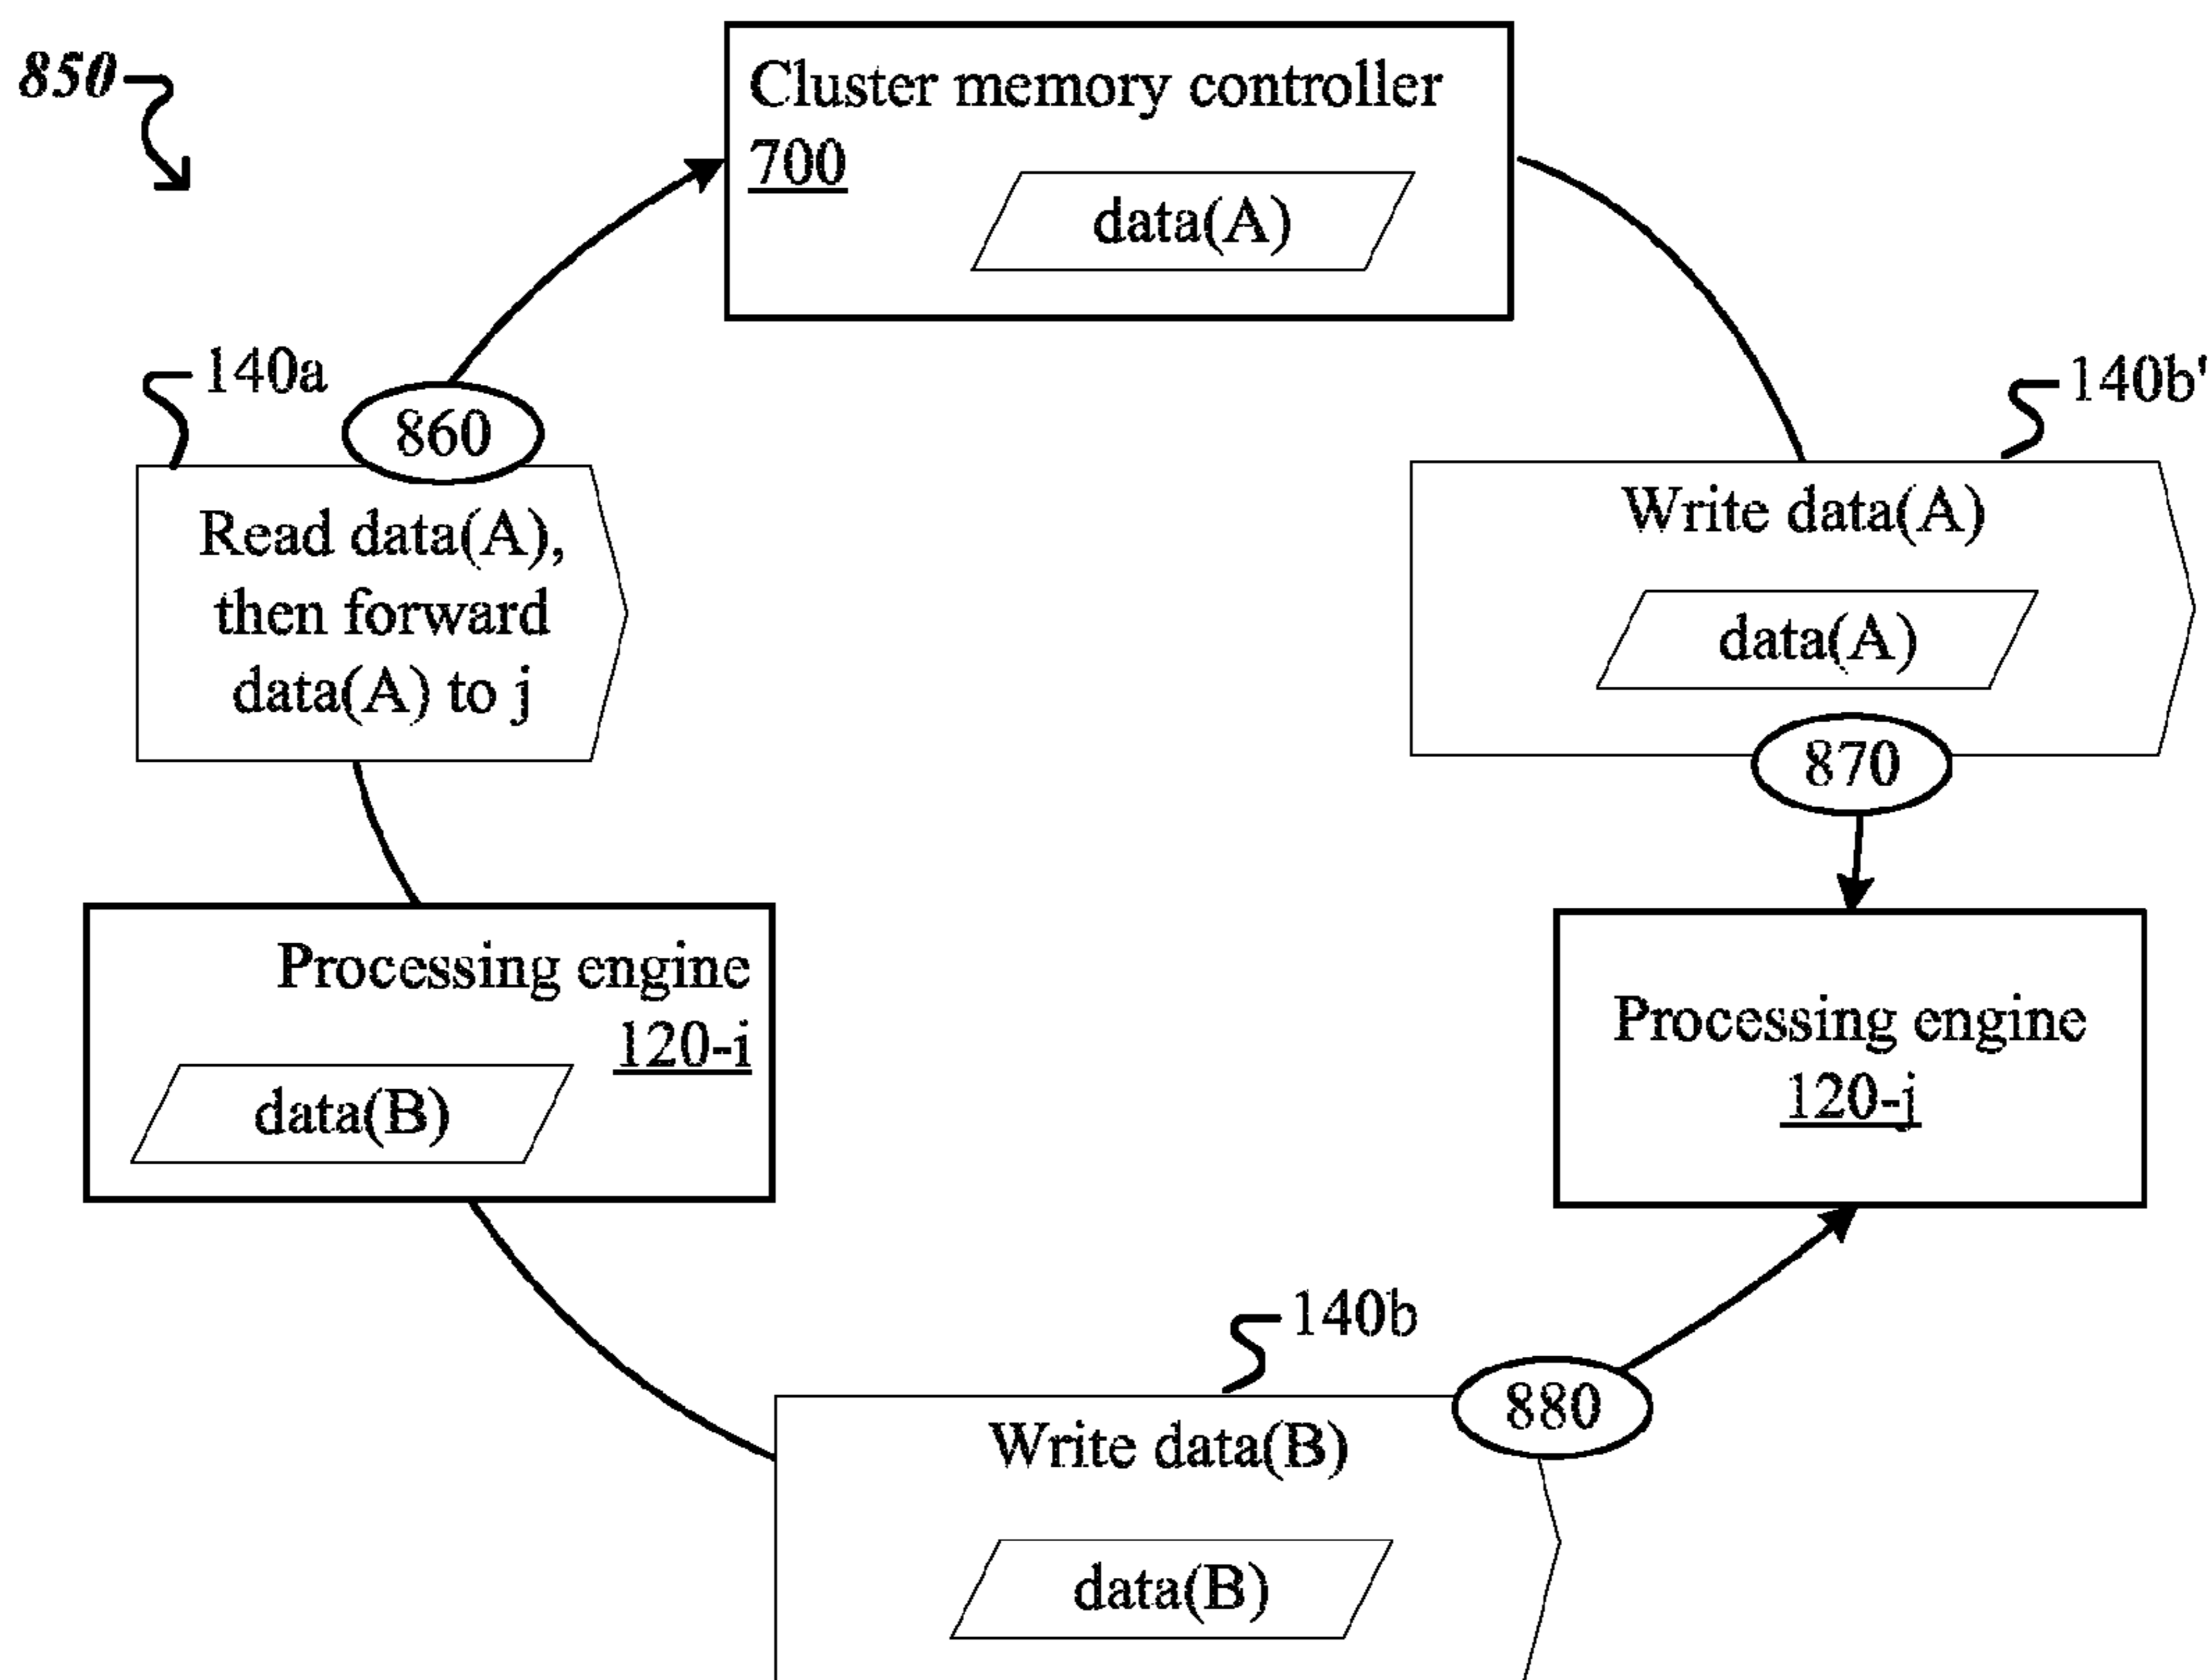 850
Cluster memory controller
700
data(A)
140a
860
140b'
Read data(A),
then forward
data(A) to j
Write data(A)
data(A)
870
Processing engine
120-i
data(B)
Processing engine
120-j
140b
880
Write data(B)
data(B)